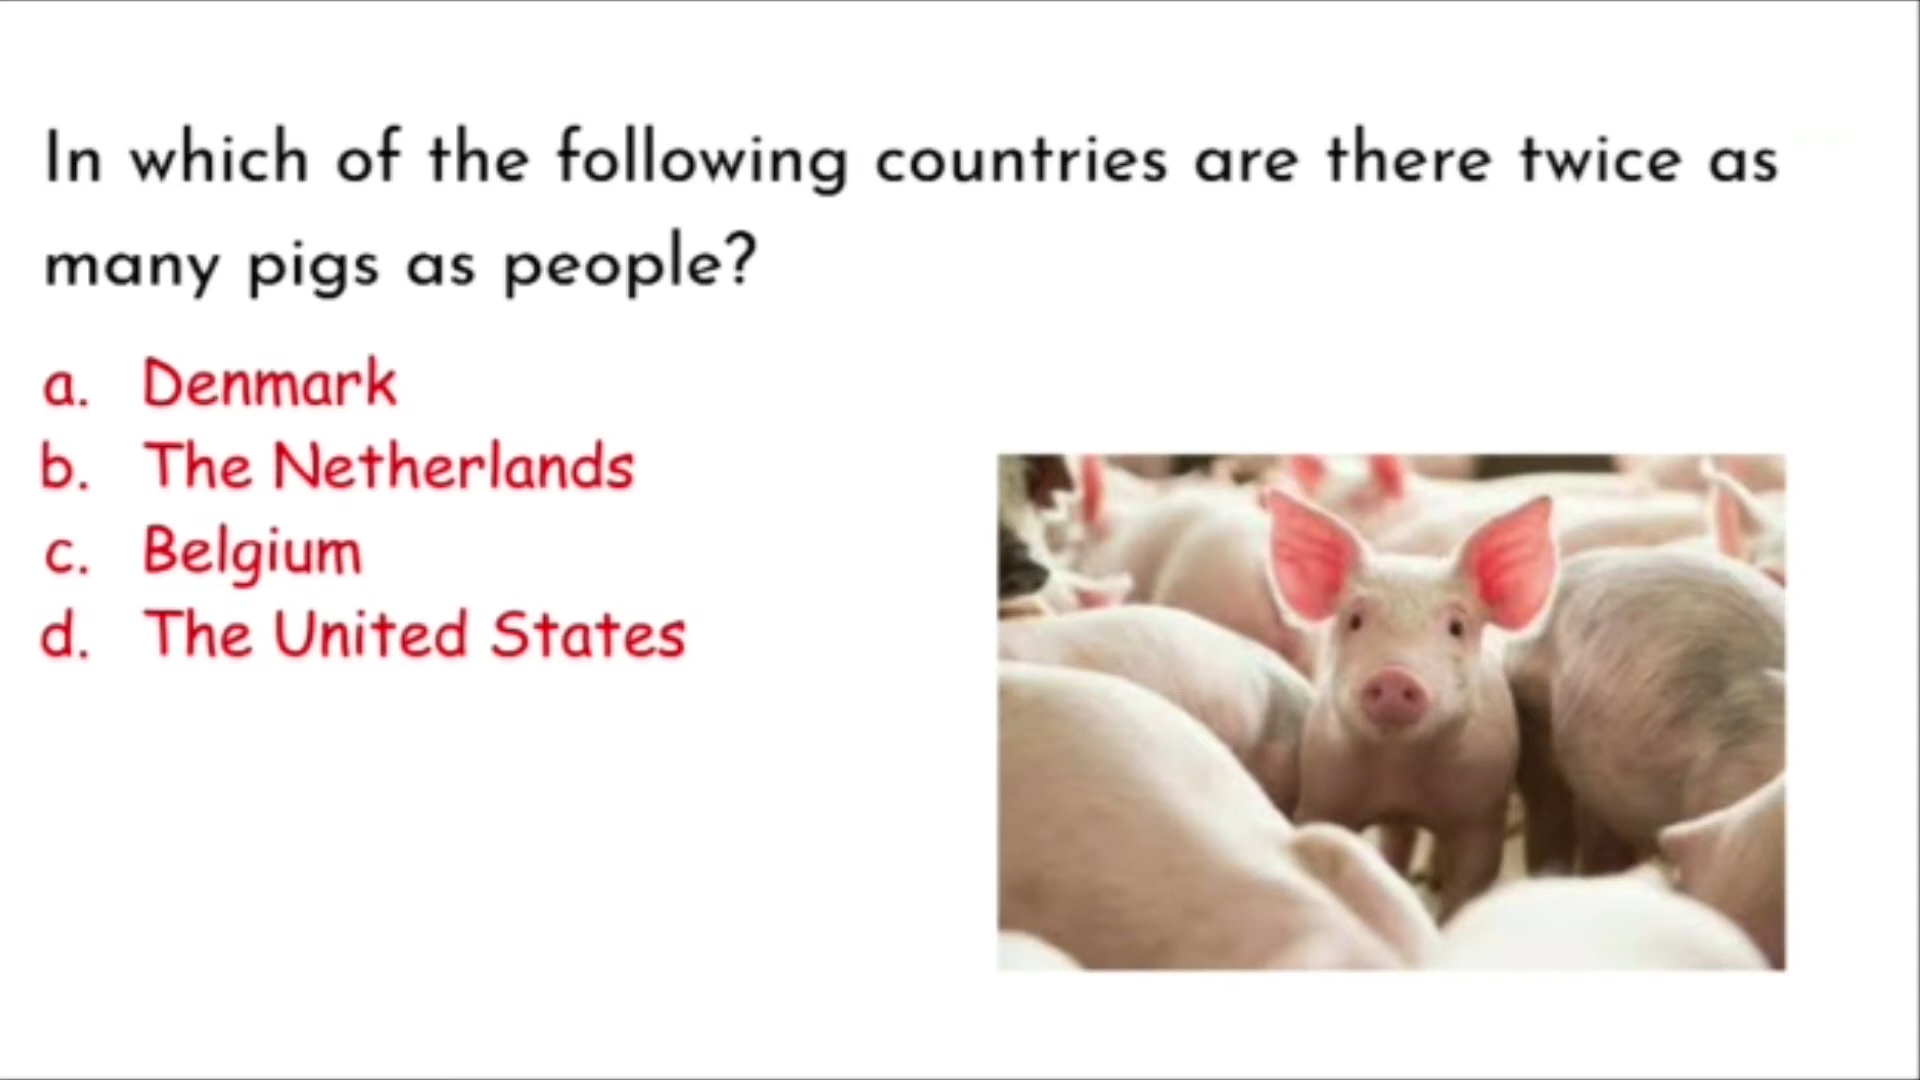 In which of the following countries are there twice as
many pigs as people?
a. Denmark
b. The Netherlands
c. Belgium
d. The United States